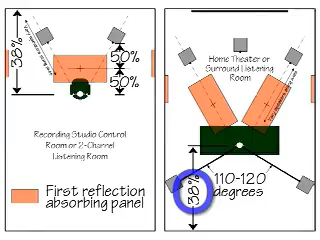 38%
50%
50%
Recording Studio Control
Room or 2-Channel
Listening Room
First reflection
absorbing panel
Home Theater or
Surround Listening
Room
38%
110-120
degrees